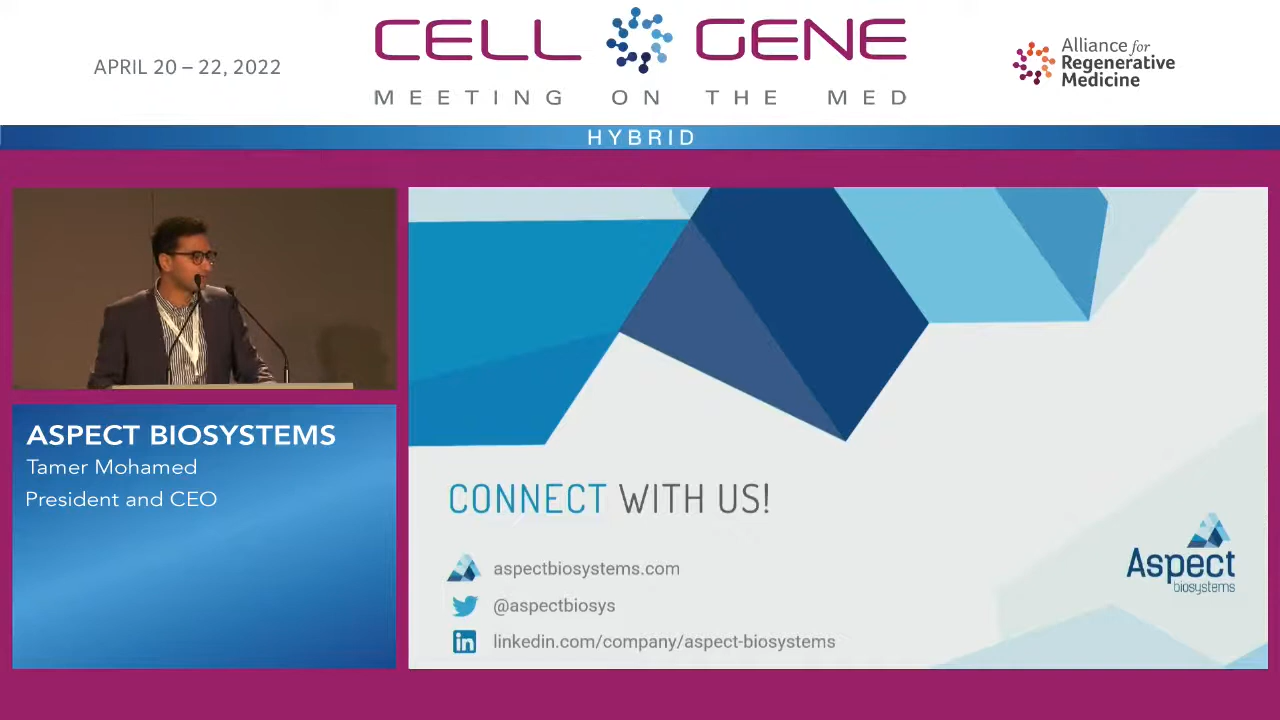 APRIL 20 – 22, 2022
CELL GENE
MEETING ON THE MED
Alliance for
Regenerative
Medicine
HYBRID
ASPECT BIOSYSTEMS
Tamer Mohamed
President and CEO
CONNECT WITH US!
aspectbiosystems.com
@aspectbiosys
in linkedin.com/company/aspect-biosystems
Aspect
biosystems